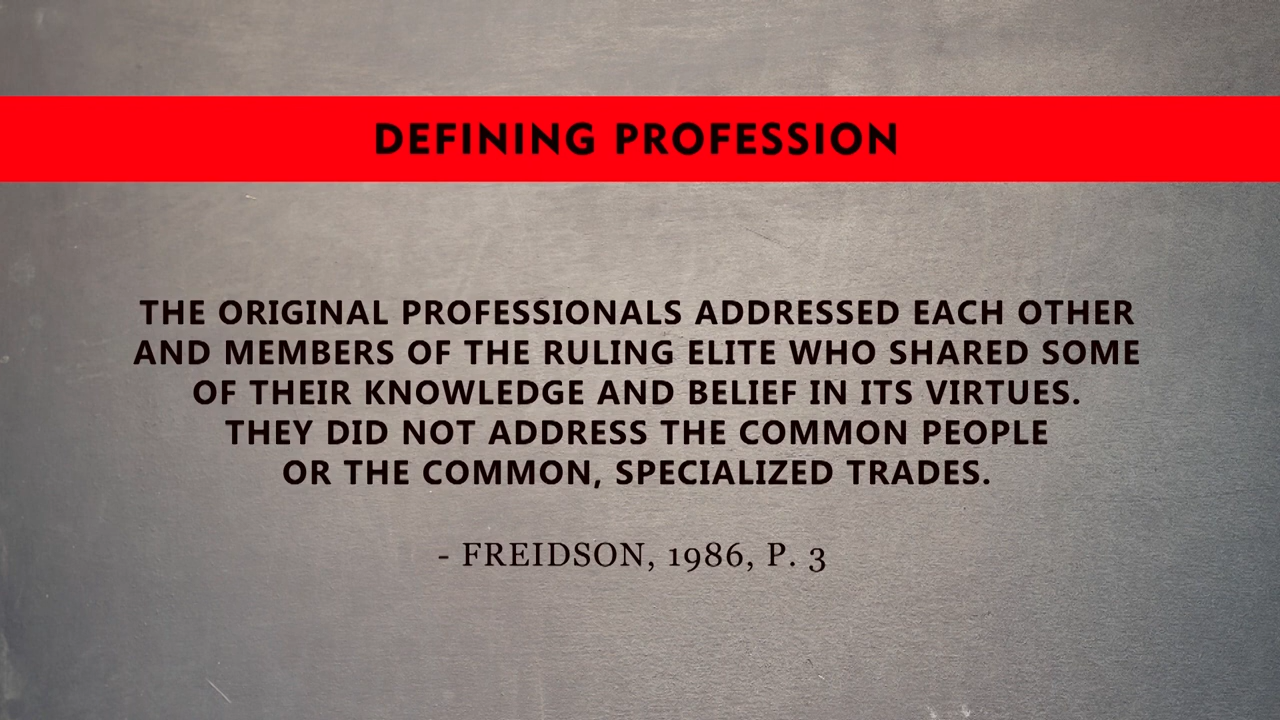 DEFINING PROFESSION
THE ORIGINAL PROFESSIONALS ADDRESSED EACH OTHER
AND MEMBERS OF THE RULING ELITE WHO SHARED SOME
OF THEIR KNOWLEDGE AND BELIEF IN ITS VIRTUES.
THEY DID NOT ADDRESS THE COMMON PEOPLE
OR THE COMMON, SPECIALIZED TRADES.
- FREIDSON, 1986, P. 3